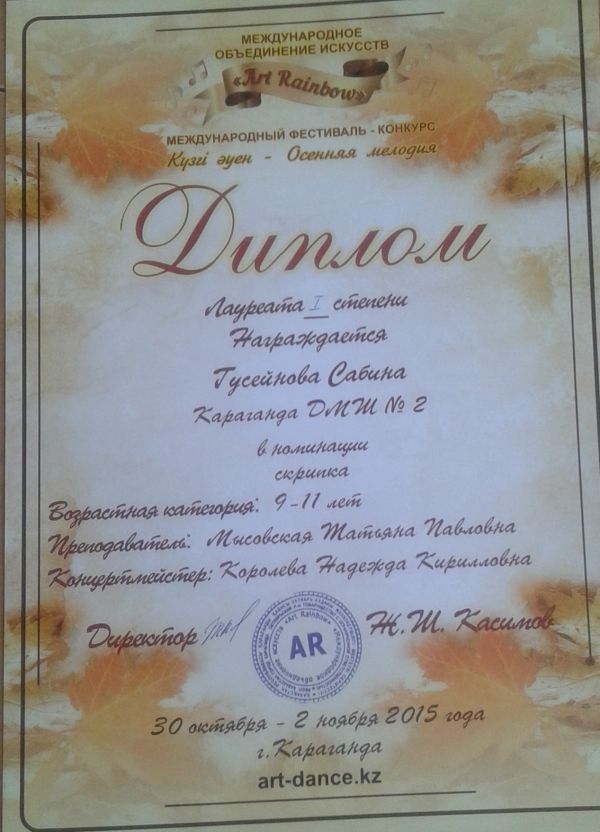 МЕЖДУНАРОДНОЕ
ОБЪЕДИНЕНИЕ ИСКУССТВ
«Art Rainbow»
МЕЖДУНАРОДНЫЙ ФЕСТИВАЛЬ - КОНКУРС
Күзгі әуен - Осенняя мелодия
Диплом
Лауреата I степени
Награждается
Гусейнова Сабина
Караганда ДМШ № 2
в номинации
скрипка
Возрастная категория: 9-11 лет
Преподаватель: Мысовская Татьяна Павловна
Концертмейстер: Королева Надежда Кирилловна
Директор Ж.Ш. Касимов
AR
30 октября - 2 ноября 2015 года
г.Караганда
art-dance.kz